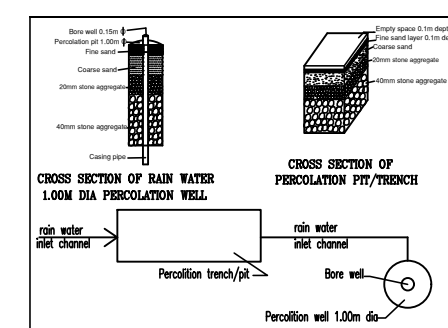 Bore well 0.15m ϕ
Percolation pit 1.00m ϕ
Fine sand
Coarse sand
20mm stone aggregate
40mm stone aggregate
Casing pipe
CROSS SECTION OF RAIN WATER
1.00M DIA PERCOLATION WELL
Empty space 0.1m dept
Fine sand layer 0.1m de
Coarse sand
20mm stone aggregate
40mm stone aggregate
CROSS SECTION OF
PERCOLATION PIT/TRENCH
rain water
inlet channel
Percolition trench/pit
rain water
inlet channel
Bore well
Percolition well 1.00m dia